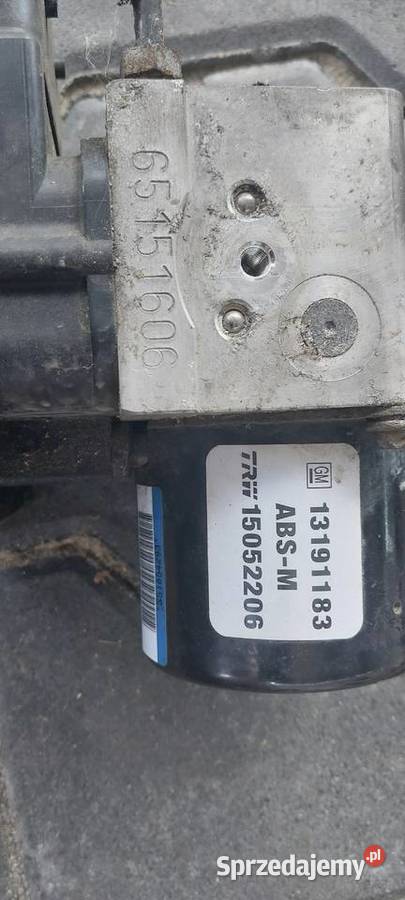 65151606
GM 13191183
ABS-M
TRW 15052206
Sprzedajemy.pl